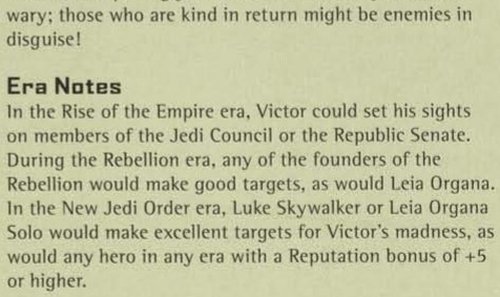 wary; those who are kind in return might be enemies in
disguise!
Era Notes
In the Rise of the Empire era, Victor could set his sights
on members of the Jedi Council or the Republic Senate.
During the Rebellion era, any of the founders of the
Rebellion would make good targets, as would Leia Organa.
In the New Jedi Order era, Luke Skywalker or Leia Organa
Solo would make excellent targets for Victor's madness, as
would any hero in any era with a Reputation bonus of +5
or higher.